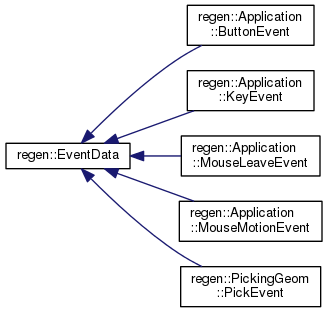 regen::Application
::ButtonEvent
regen::Application
::KeyEvent
regen::EventData
regen::Application
::MouseLeaveEvent
regen::Application
::MouseMotionEvent
regen::PickingGeom
::PickEvent